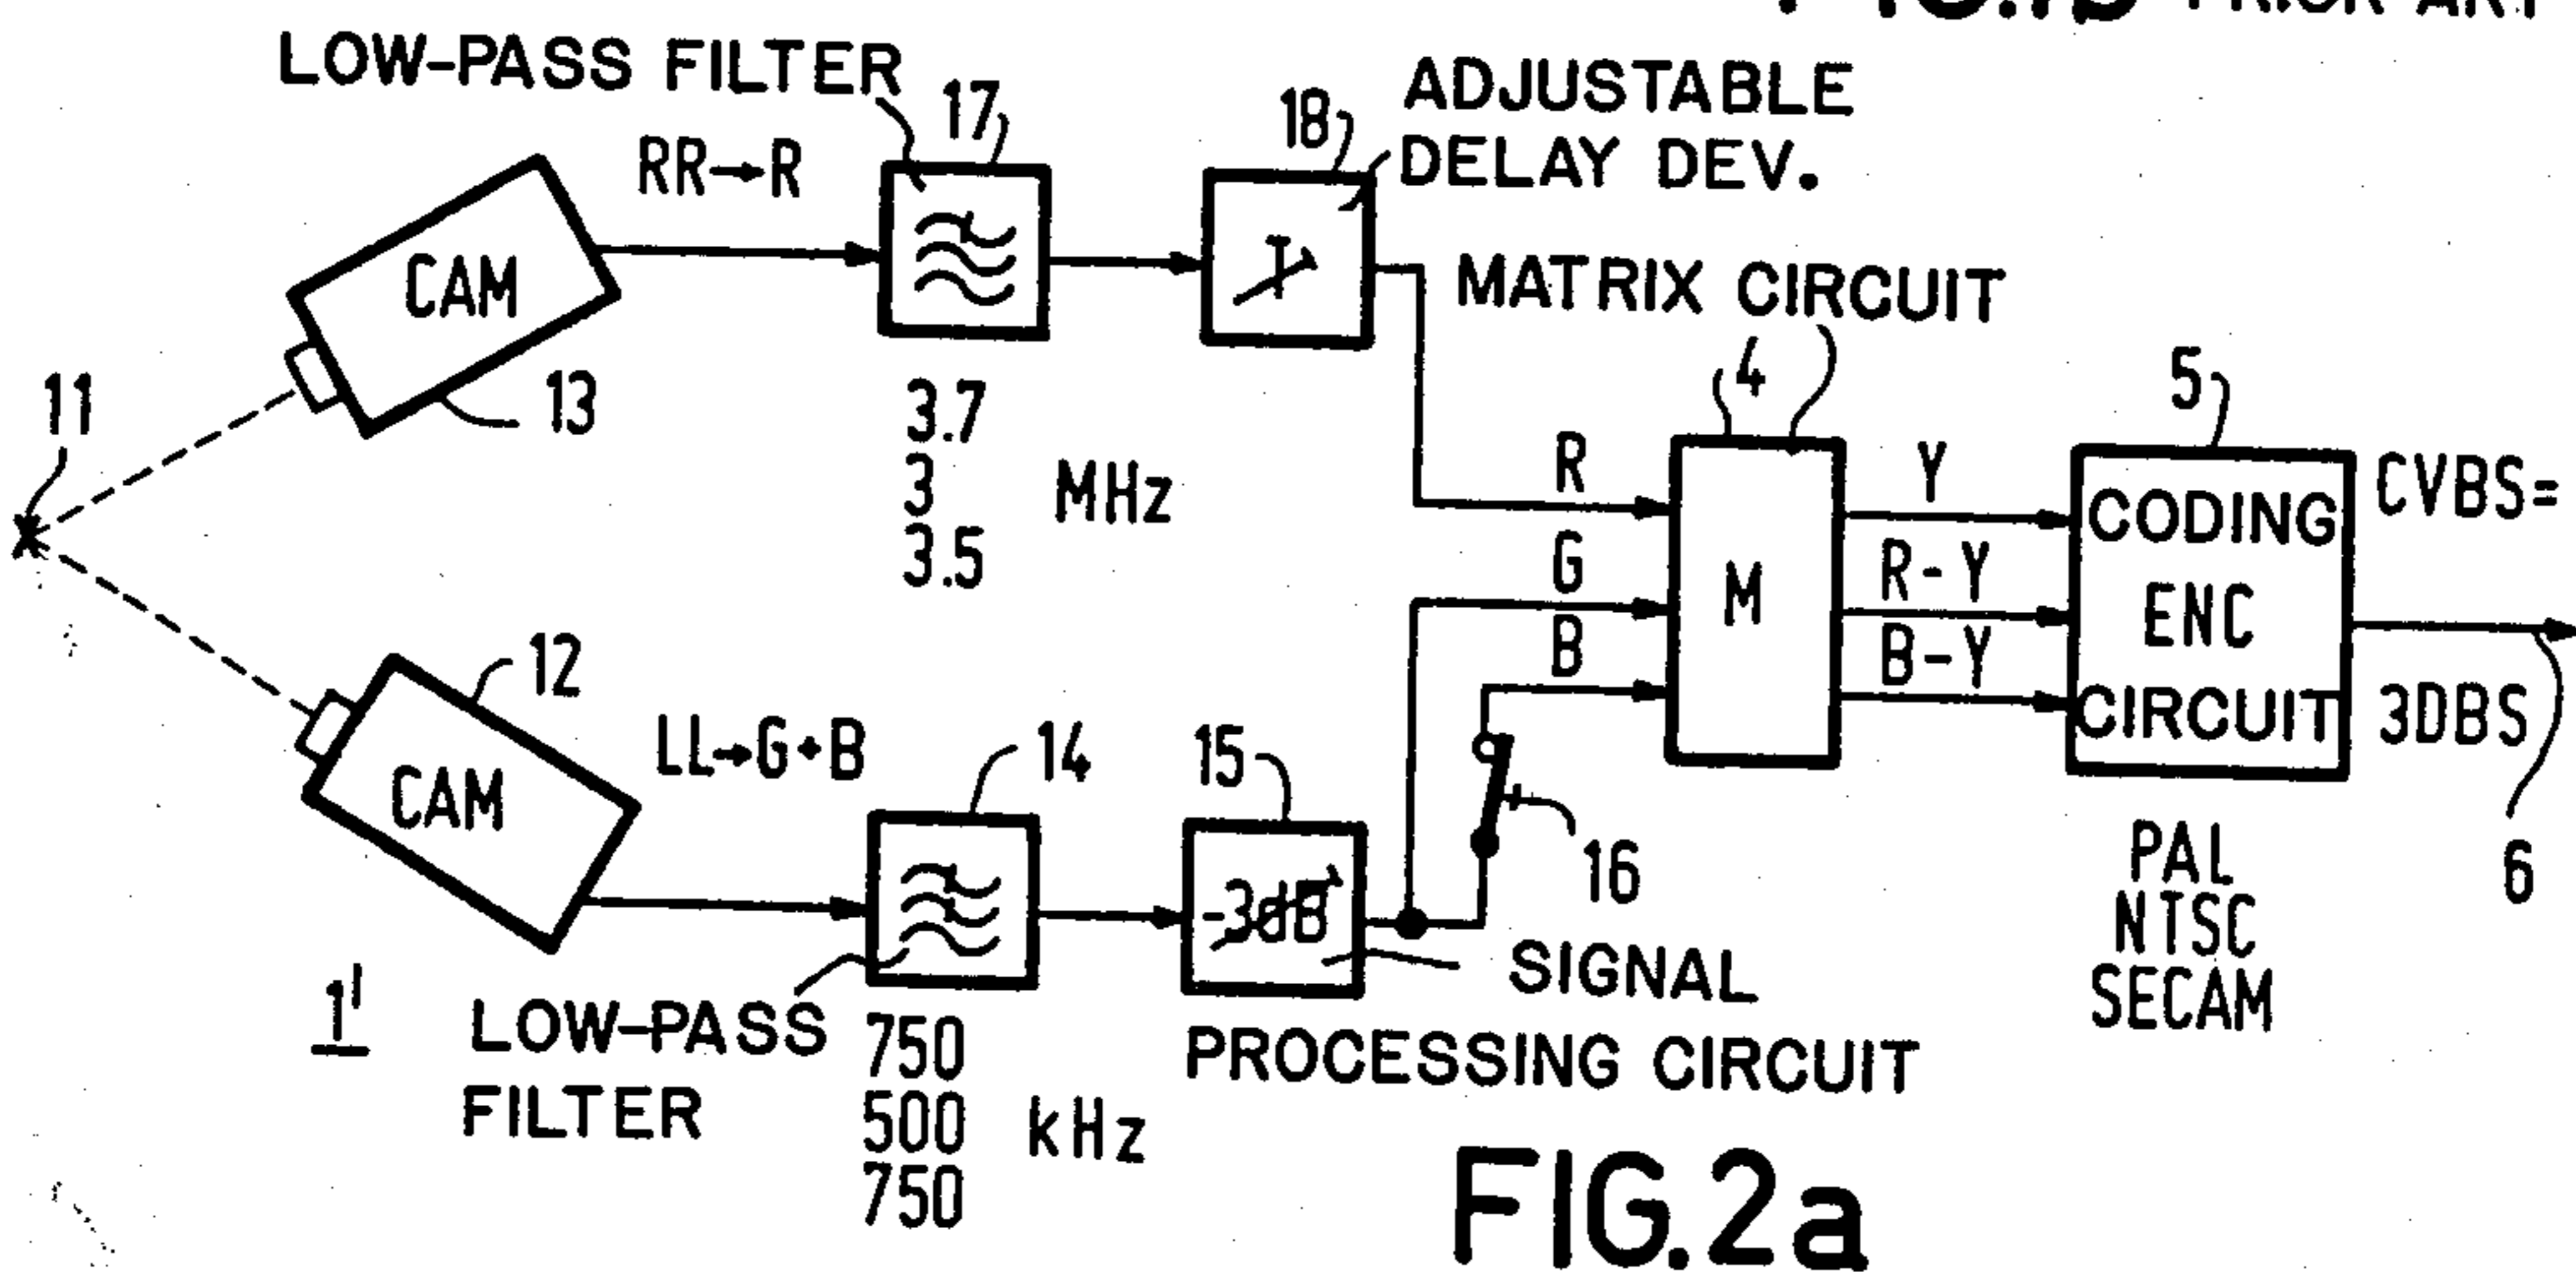 PRIOR ART
LOW-PASS FILTER
17
18
ADJUSTABLE
DELAY DEV.
RR→R
CAM
13
11
3.7
3
3.5
MHz
MATRIX CIRCUIT
4
5
R
G
B
M
Y
R-Y
B-Y
CODING
ENC
CIRCUIT
CVBS=
3DBS
6
PAL
NTSC
SECAM
12
CAM
LL→G+B
14
15
-3dB
16
SIGNAL
PROCESSING CIRCUIT
1'
LOW-PASS
FILTER
750
500
750
kHz
FIG.2a